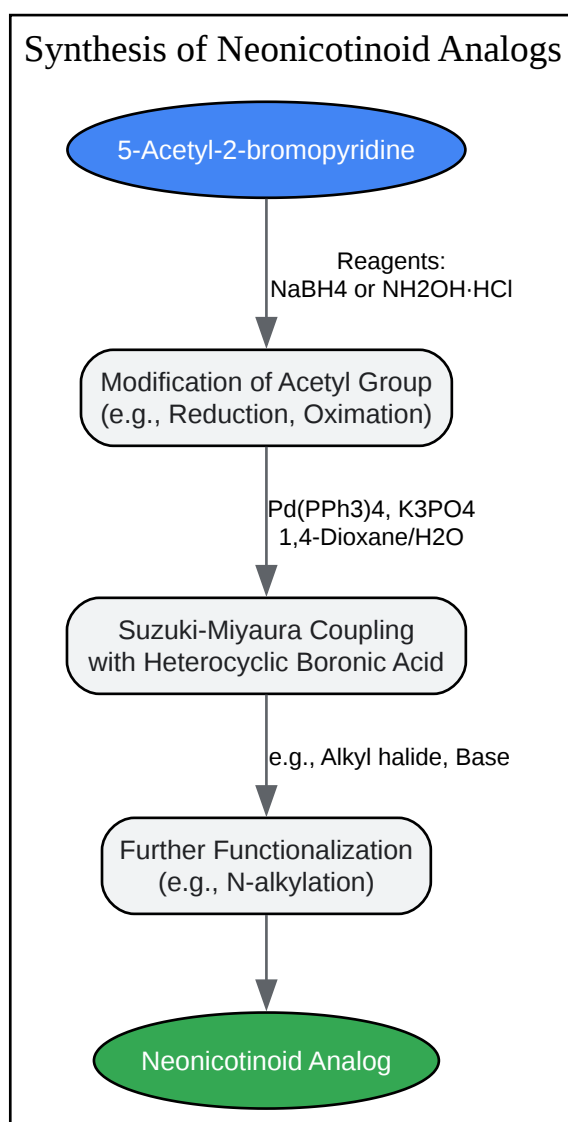 Synthesis of Neonicotinoid Analogs
5-Acetyl-2-bromopyridine
Reagents:
NaBH4 or NH2OH·HCl
Modification of Acetyl Group
(e.g., Reduction, Oximation)
Pd(PPh3)4, K3PO4
1,4-Dioxane/H2O
Suzuki-Miyaura Coupling
with Heterocyclic Boronic Acid
e.g., Alkyl halide, Base
Further Functionalization
(e.g., N-alkylation)
Neonicotinoid Analog